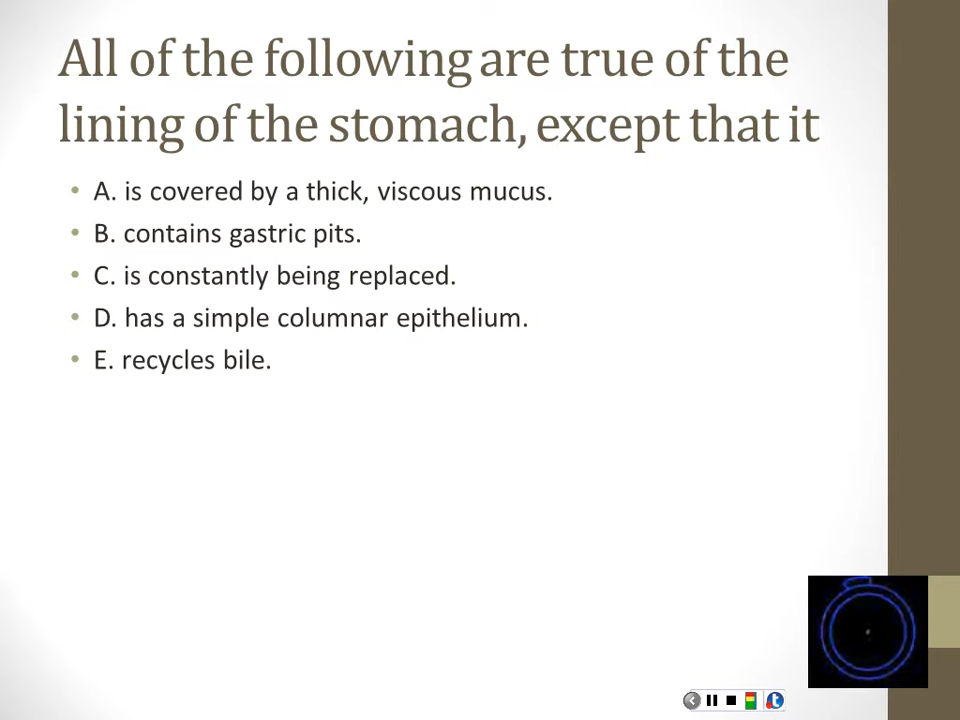 All of the following are true of the
lining of the stomach, except that it
• A. is covered by a thick, viscous mucus.
• B. contains gastric pits.
• C. is constantly being replaced.
• D. has a simple columnar epithelium.
• E. recycles bile.